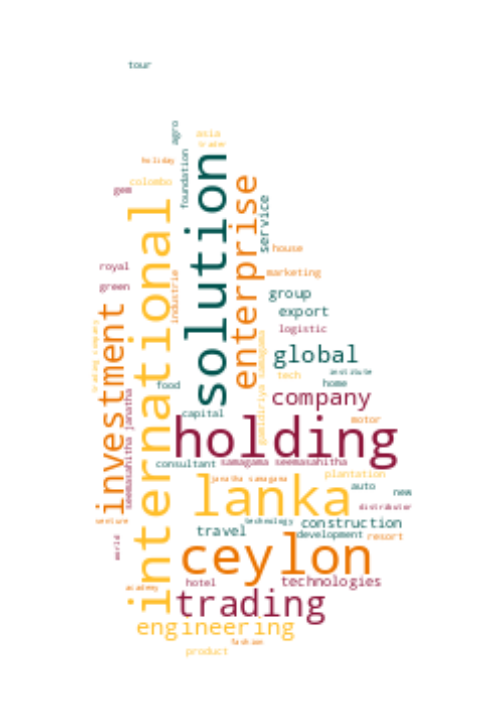 tour
agro
asia
trader
solution
foundation
holiday
colombo
gem
international
enterprise
service
house
royal
marketing
green
industrie
group
export
investment
logistic
trading company
gamidiriya samagama
global
institute
tech
food
home
seemasahitha janatha
company
capital
motor
holding
consultant
samagama seemasahitha
plantation
janatha samagama
lanka
auto
new
distributor
venture
technology
construction
travel
development
resort
world
ceylon
hotel
technologies
academy
trading
engineering
fashion
product